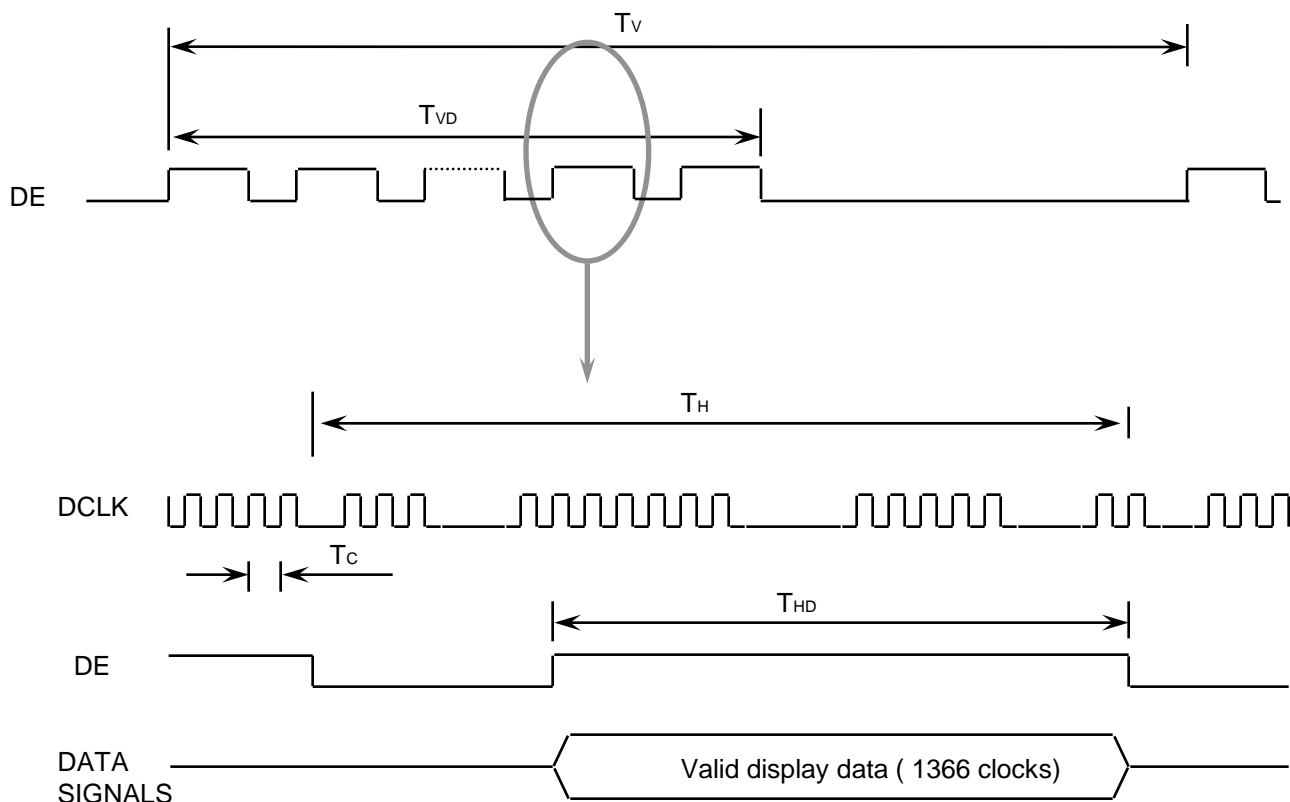 TV
TVD
DE
TH
DCLK
TC
THD
DE
DATA
SIGNALS
Valid display data ( 1366 clocks)